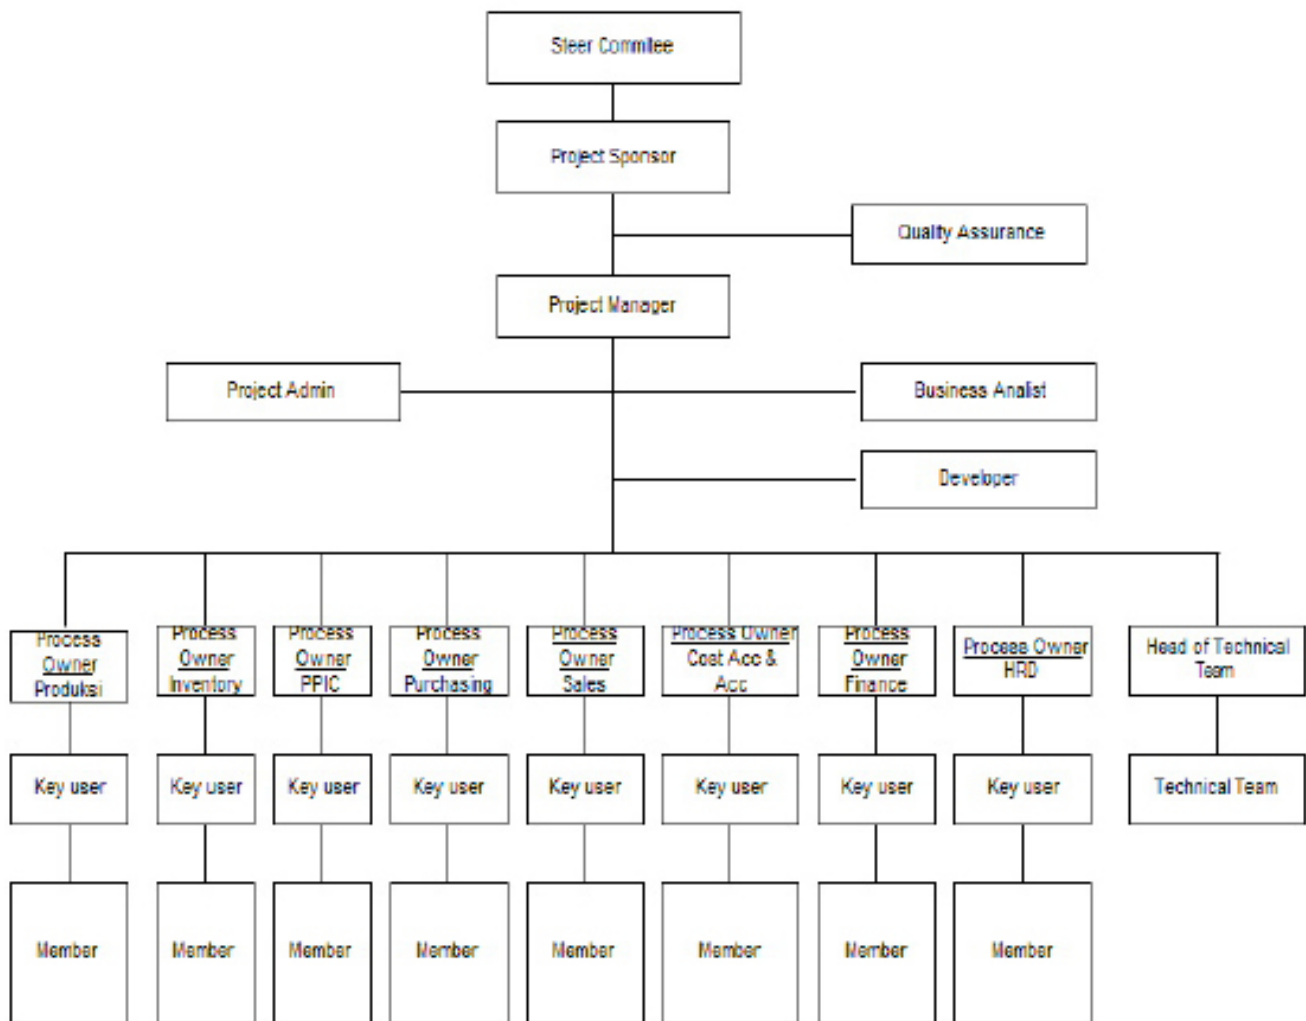 Steer Commitee
Project Sponsor
Quality Assurance
Project Manager
Project Admin
Business Analist
Developer
Process
Owner
Produksi
Process
Owner
Inventory
Process
Owner
PPIC
Process
Owner
Purchasing
Process
Owner
Sales
Process Owner
Cost Acc &
Acc
Process
Owner
Finance
Process Owner
HRD
Head of Technical
Team
Key user
Key user
Key user
Key user
Key user
Key user
Key user
Key user
Technical Team
Member
Member
Member
Member
Member
Member
Member
Member